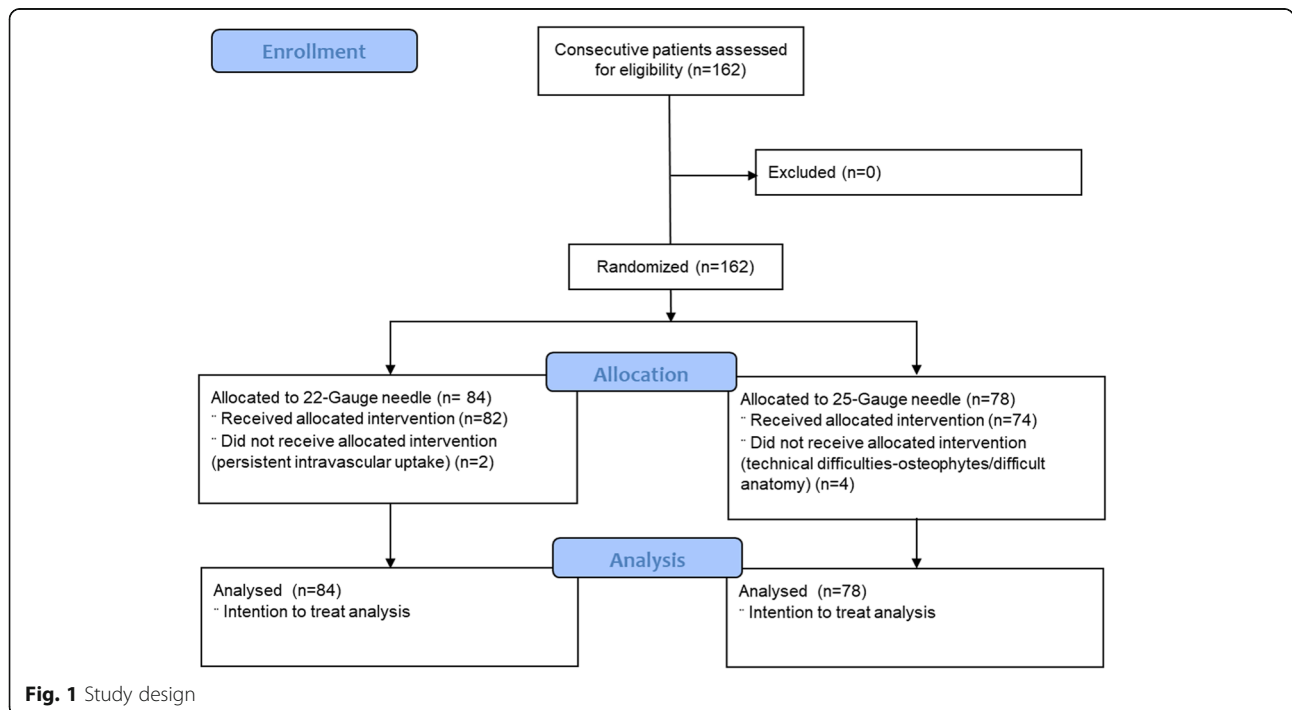 Enrollment
Consecutive patients assessed
for eligibility (n=162)
Excluded (n=0)
Randomized (n=162)
Allocation
Allocated to 22-Gauge needle (n= 84)
¨ Received allocated intervention (n=82)
¨ Did not receive allocated intervention
(persistent intravascular uptake) (n=2)
Allocated to 25-Gauge needle (n=78)
¨ Received allocated intervention (n=74)
¨ Did not receive allocated intervention
(technical difficulties-osteophytes/difficult
anatomy) (n=4)
Analysis
Analysed (n=84)
¨ Intention to treat analysis
Analysed (n=78)
¨ Intention to treat analysis
Fig. 1 Study design